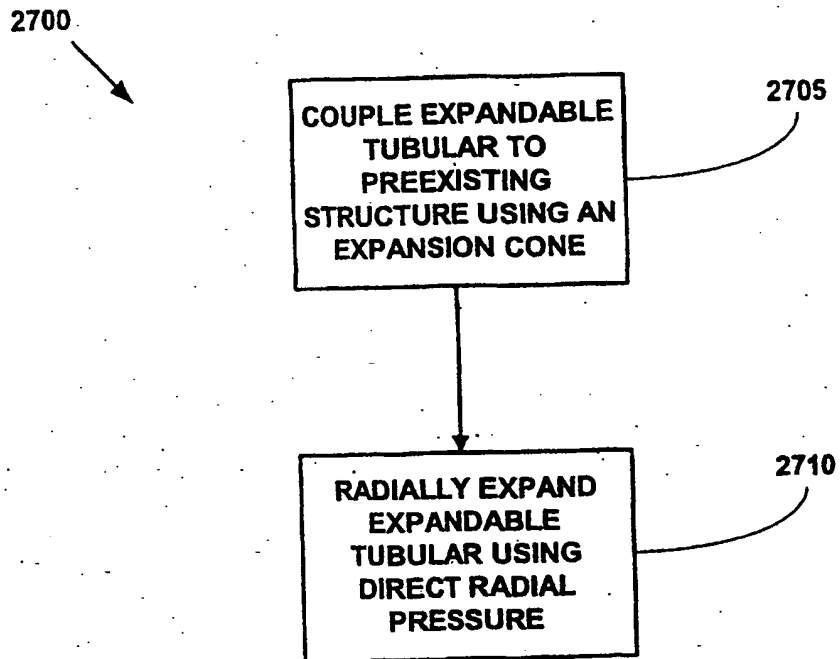 2700
COUPLE EXPANDABLE
TUBULAR TO
PREEXISTING
STRUCTURE USING AN
EXPANSION CONE
2705
RADIALLY EXPAND
EXPANDABLE
TUBULAR USING
DIRECT RADIAL
PRESSURE
2710